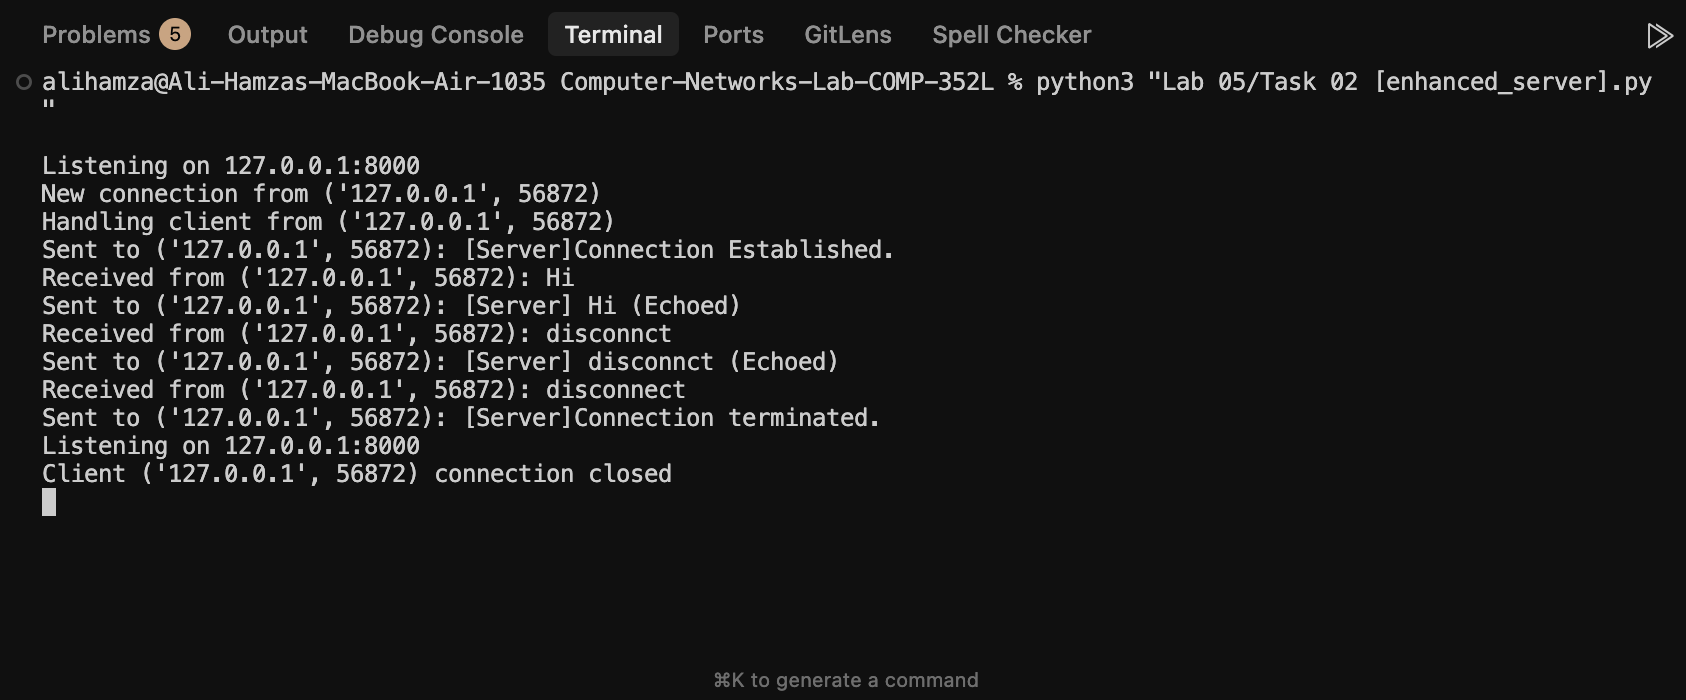 Problems 5 Output Debug Console Terminal Ports GitLens Spell Checker
alihamza@Ali-Hamzas-MacBook-Air-1035 Computer-Networks-Lab-COMP-352L % python3 "Lab 05/Task 02 [enhanced_server].py
"
Listening on 127.0.0.1:8000
New connection from ('127.0.0.1', 56872)
Handling client from ('127.0.0.1', 56872)
Sent to ('127.0.0.1', 56872): [Server]Connection Established.
Received from ('127.0.0.1', 56872): Hi
Sent to ('127.0.0.1', 56872): [Server] Hi (Echoed)
Received from ('127.0.0.1', 56872): disconnct
Sent to ('127.0.0.1', 56872): [Server] disconnct (Echoed)
Received from ('127.0.0.1', 56872): disconnect
Sent to ('127.0.0.1', 56872): [Server]Connection terminated.
Listening on 127.0.0.1:8000
Client ('127.0.0.1', 56872) connection closed
⌘K to generate a command